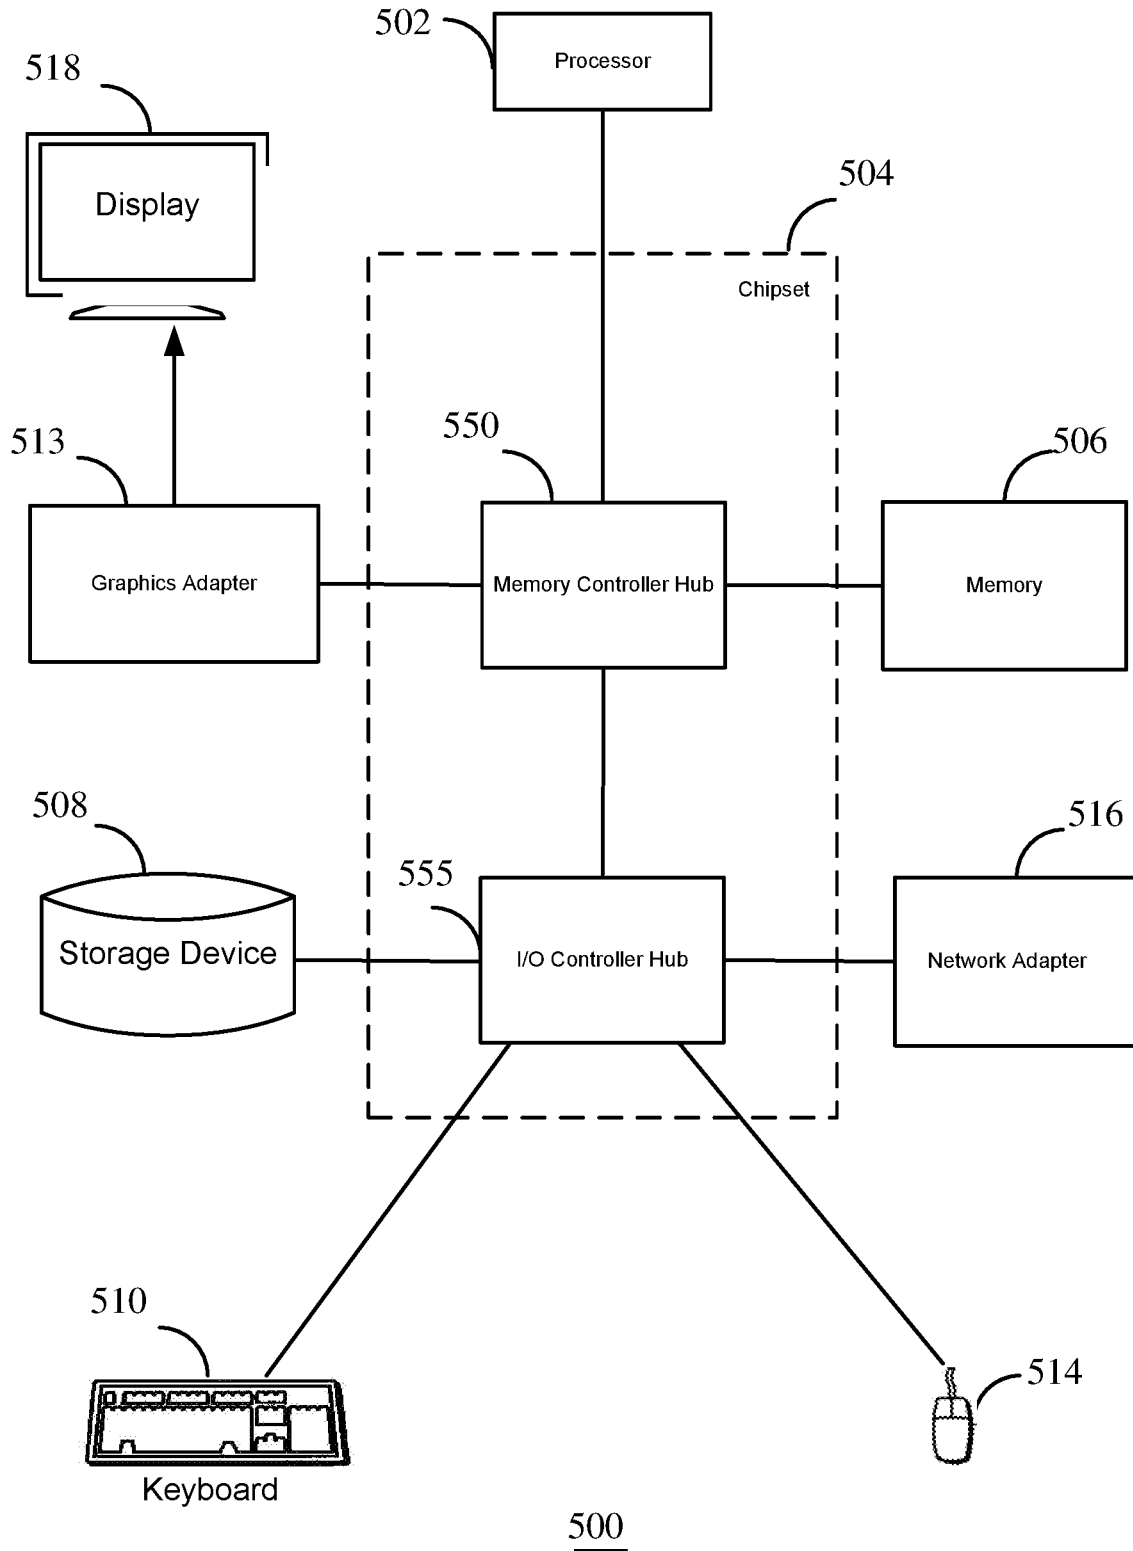 502
Processor
518
Display
504
Chipset
513
550
506
Graphics Adapter
Memory Controller Hub
Memory
508
555
516
Storage Device
I/O Controller Hub
Network Adapter
510
514
Keyboard
500